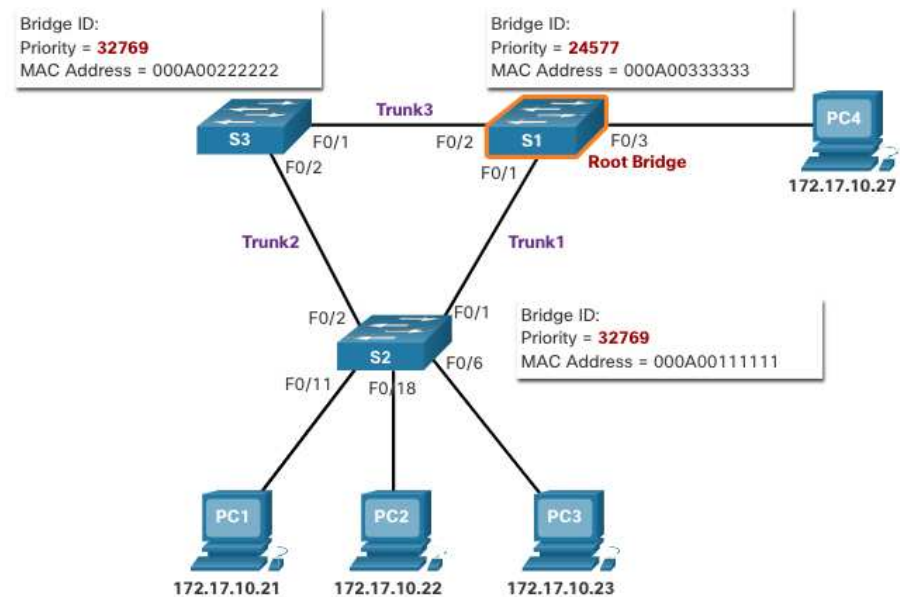 Bridge ID:
Priority = 32769
MAC Address = 000A00222222
Bridge ID:
Priority = 24577
MAC Address = 000A00333333
Trunk3
S3
F0/1
F0/2
S1
F0/3
PC4
F0/2
F0/1
Root Bridge
172.17.10.27
Trunk2
Trunk1
F0/2
F0/1
Bridge ID:
Priority = 32769
MAC Address = 000A00111111
S2
F0/6
F0/11
F0/18
PC1
PC2
PC3
172.17.10.21
172.17.10.22
172.17.10.23